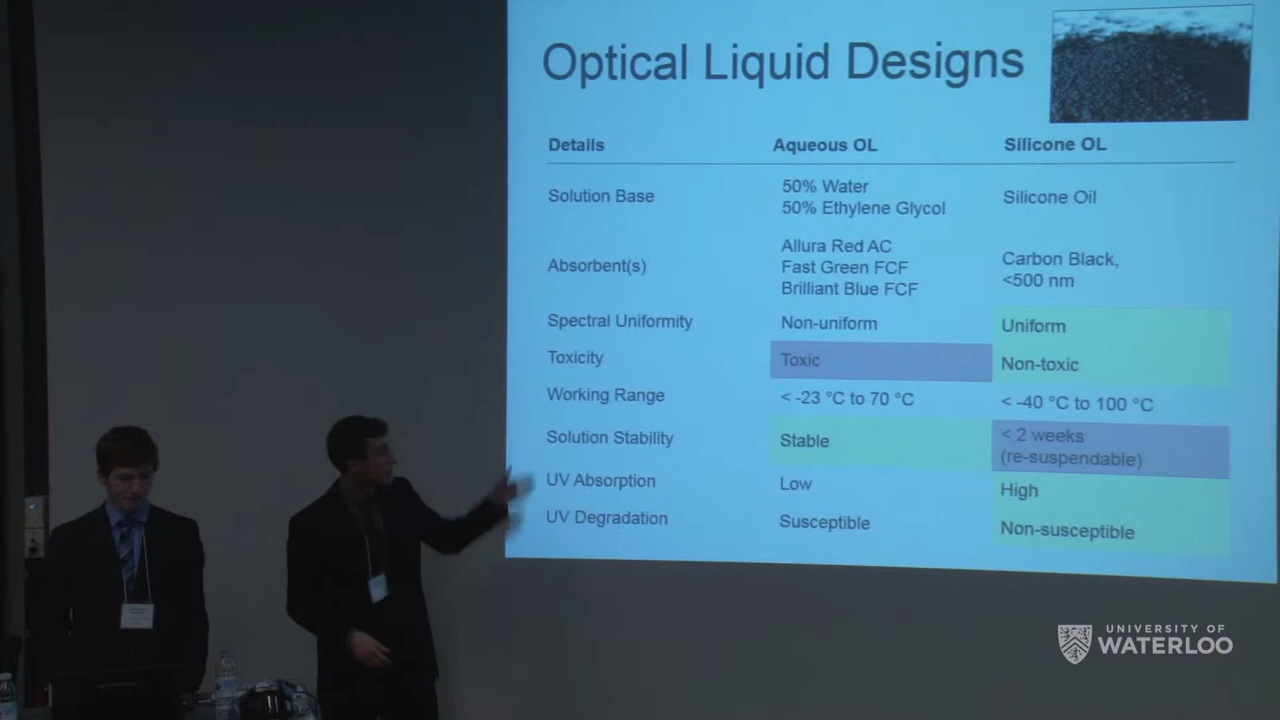 Optical Liquid Designs
Details Aqueous OL Silicone OL
Solution Base 50% Water
50% Ethylene Glycol Silicone Oil
Absorbent(s) Allura Red AC
Fast Green FCF
Brilliant Blue FCF Carbon Black,
<500 nm
Spectral Uniformity Non-uniform Uniform
Toxicity Toxic Non-toxic
Working Range < -23 °C to 70 °C < -40 °C to 100 °C
Solution Stability Stable < 2 weeks
(re-suspendable)
UV Absorption Low High
UV Degradation Susceptible Non-susceptible
UNIVERSITY OF
WATERLOO